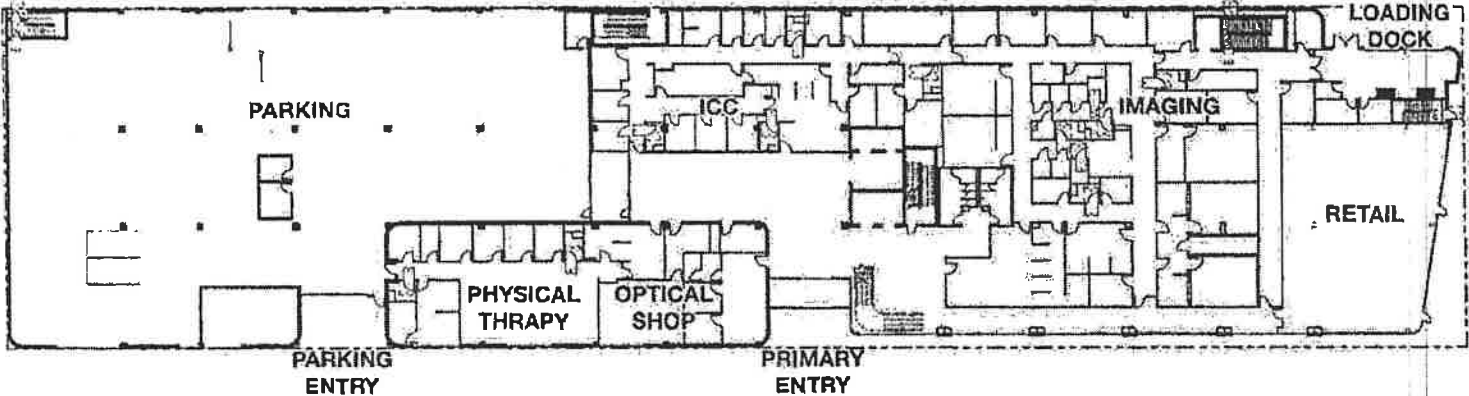 LOADING
DOCK
PARKING
ICC
IMAGING
RETAIL
PHYSICAL
THRAPY
OPTICAL
SHOP
PARKING
ENTRY
PRIMARY
ENTRY